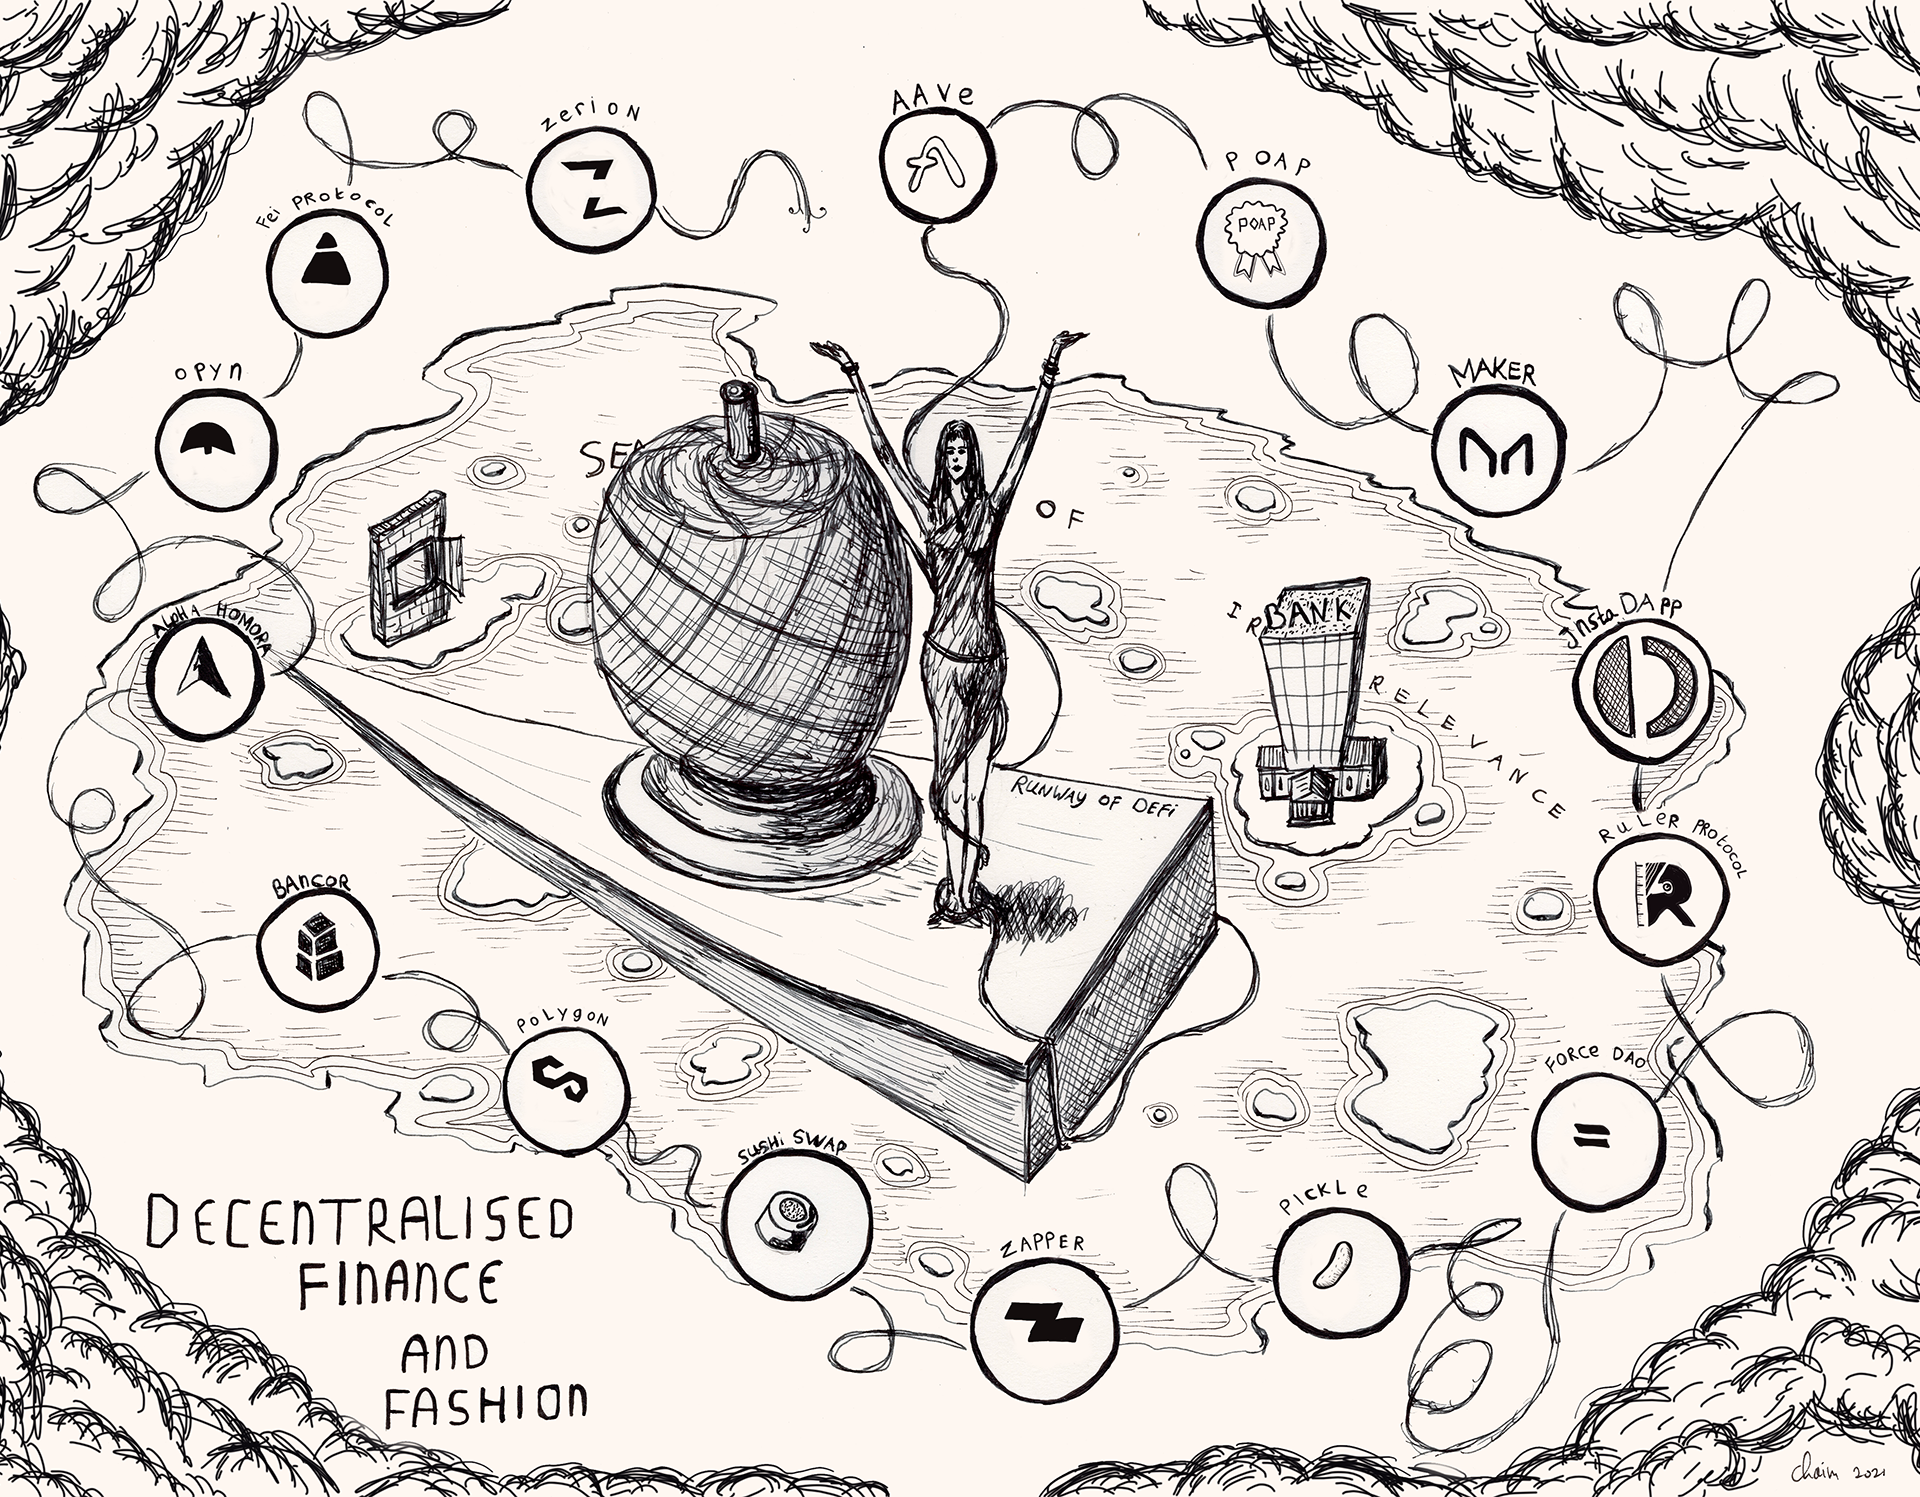 AAVe
zerion
POAP
POAP
Fei PROtocoL
oPYn
MAKER
SEA
OF
IR
BANK
RELEVANCE
ALpHA HOMORA
InstaDAPP
RUNWAY OF DEFi
RuLeR PROtocoL
BAncOR
PoLYgON
FORCe DAO
SusHi SWAP
PICKLe
ZAPPER
DECEnTRALISED
FInAnCE
AnD
FASHIOn
Chaim 2021